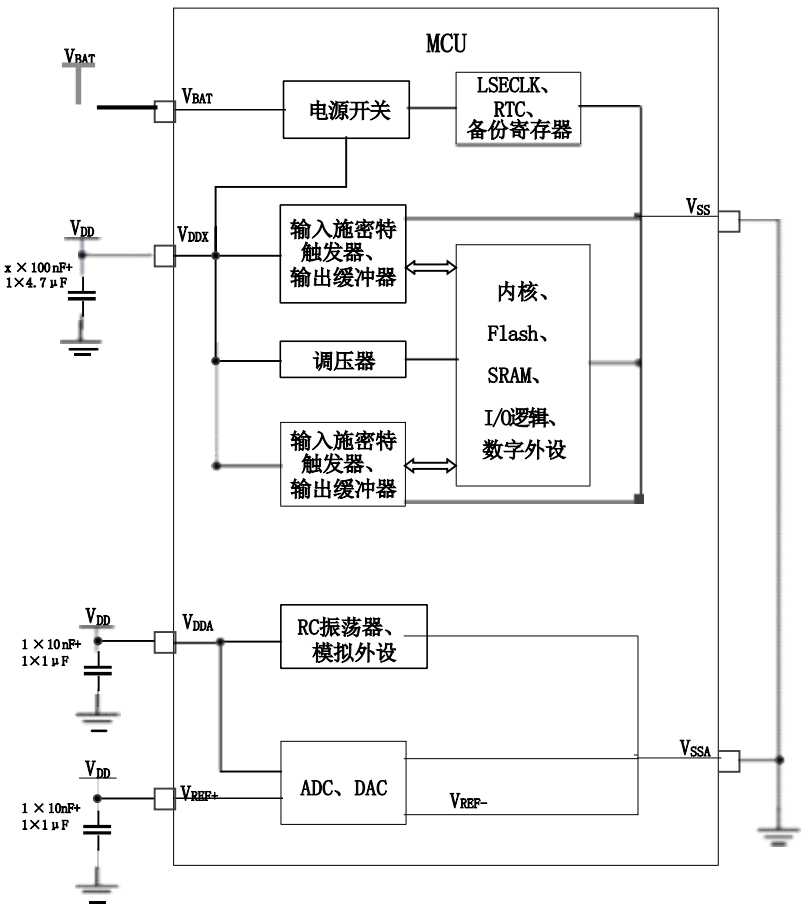 MCU
VBAT
VBAT
电源开关
LSECLK、
RTC、
备份寄存器
VDD
VDDX
x×100nF+
1×4.7μF
输入施密特
触发器、
输出缓冲器
VSS
内核、
Flash、
SRAM、
I/O逻辑、
数字外设
调压器
输入施密特
触发器、
输出缓冲器
VDD
VDDA
1×10nF+
1×1μF
RC振荡器、
模拟外设
VSSA
VDD
VREF+
1×10nF+
1×1μF
ADC、DAC
VREF-